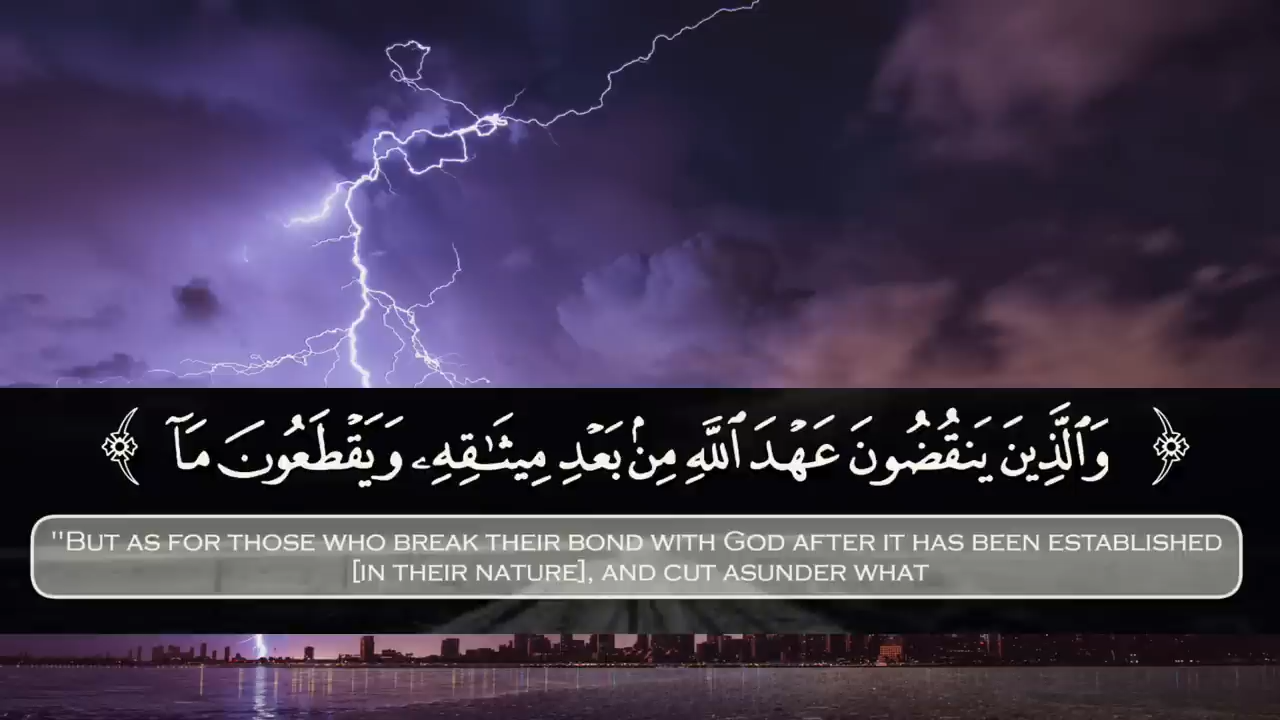 وَٱلَّذِينَ يَنقُضُونَ عَهْدَ ٱللَّهِ مِنۢ بَعْدِ مِيثَـٰقِهِۦ وَيَقْطَعُونَ مَآ
"BUT AS FOR THOSE WHO BREAK THEIR BOND WITH GOD AFTER IT HAS BEEN ESTABLISHED
[IN THEIR NATURE], AND CUT ASUNDER WHAT